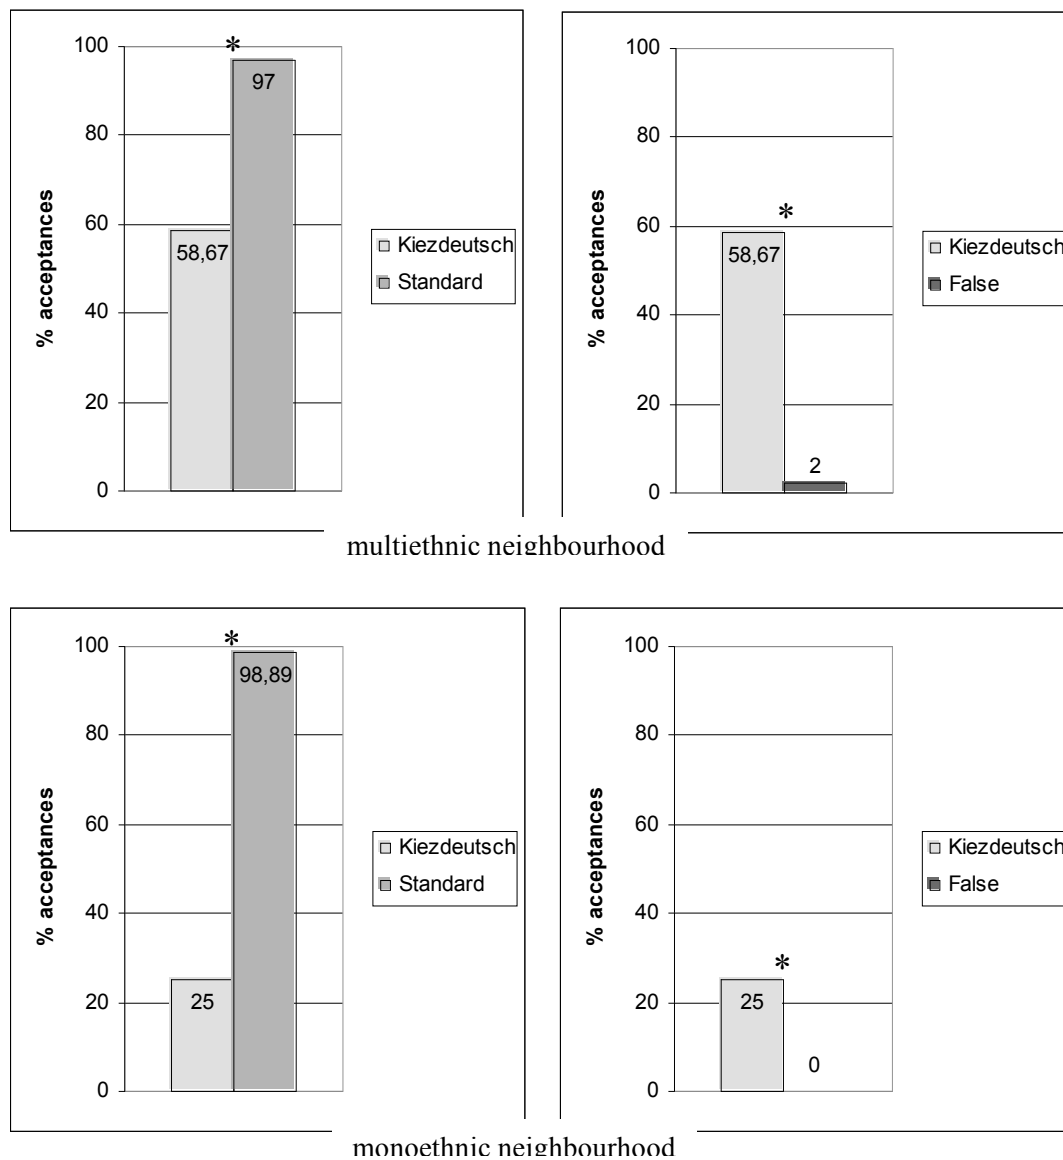 100
*
97
80
% acceptances
60
58,67
Kiezdeutsch
Standard
40
20
0
100
80
*
60
58,67
% acceptances
Kiezdeutsch
False
40
20
2
0
multiethnic neighbourhood
100
*
98,89
80
% acceptances
60
Kiezdeutsch
Standard
40
25
20
0
100
80
60
% acceptances
Kiezdeutsch
False
40
*
25
20
0
0
monoethnic neighbourhood